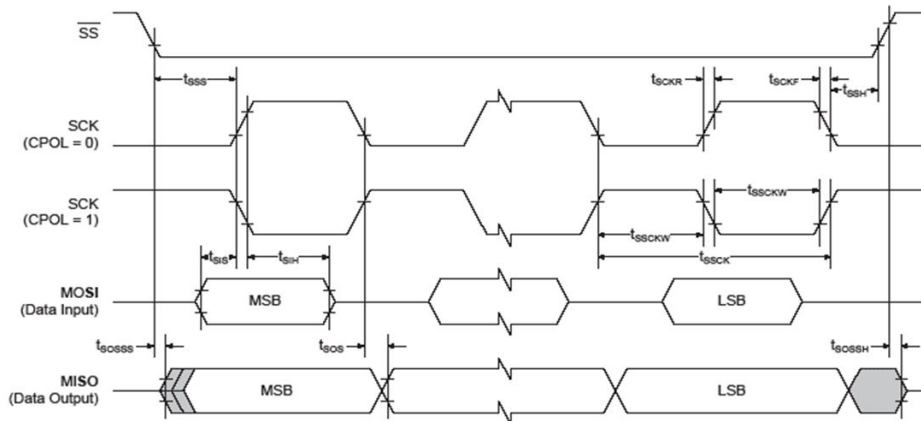 SS
tSSS
tSCKR
tSCKF
tSSH
SCK
(CPOL = 0)
SCK
(CPOL = 1)
tSSCKW
tSSCKW
tSSCK
tSIS
tSIH
MOSI
(Data Input)
MSB
LSB
tSOSSS
tSOS
tSOSSH
MISO
(Data Output)
MSB
LSB